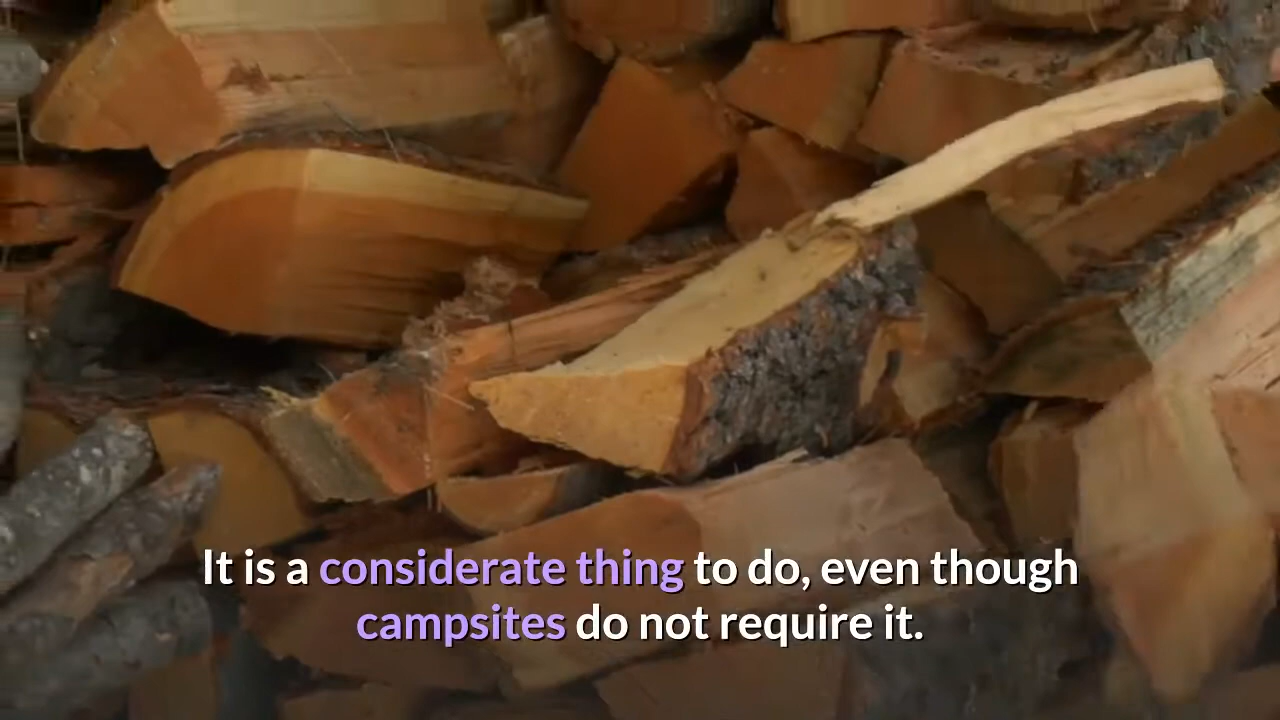 It is a considerate thing to do, even though
campsites do not require it.